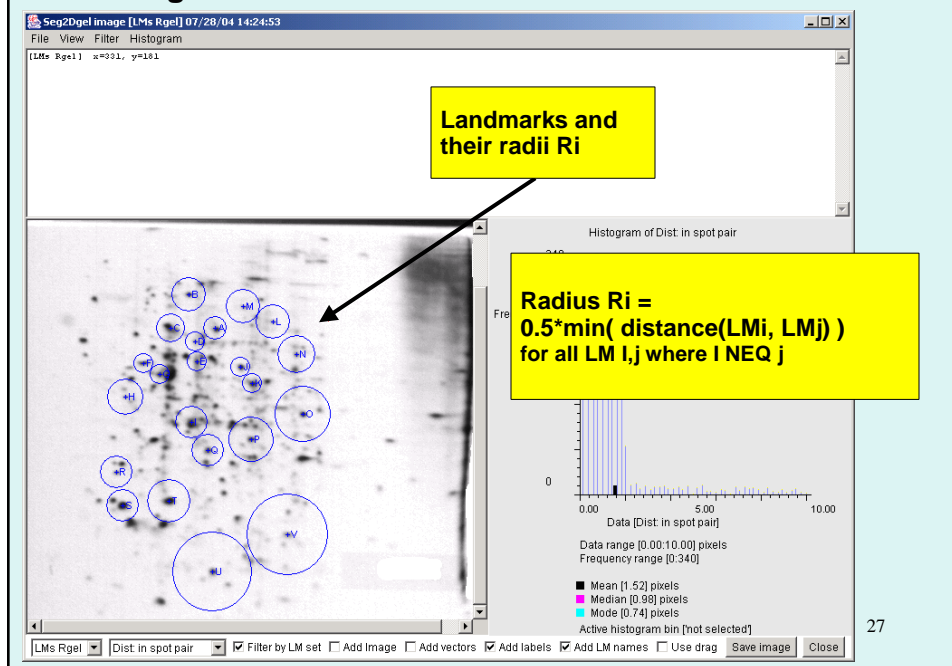 Seg2Dgel image [LMs Rgel] 07/28/04 14:24:53
File View Filter Histogram
[LMs Rgel] x=331, y=181
Landmarks and
their radii Ri
Histogram of Dist. in spot pair
Radius Ri =
0.5*min( distance(LMi, LMj) )
for all LM I,j where I NEQ j
Fre
B
M
C
A
L
D
N
F
E
J
K
H
O
P
Q
R
S
T
V
U
0
0.00 5.00 10.00
Data [Dist. in spot pair]
Data range [0.00:10.00] pixels
Frequency range [0:340]
Mean [1.52] pixels
Median [0.98] pixels
Mode [0.74] pixels
Active histogram bin ['not selected']
27
LMs Rgel Dist. in spot pair Filter by LM set Add Image Add vectors Add labels Add LM names Use drag Save image Close